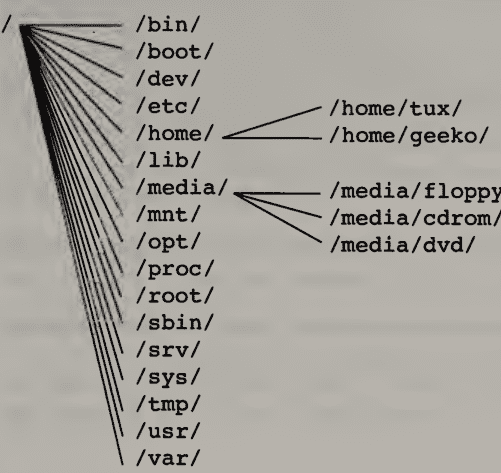 /
/bin/
/boot/
/dev/
/etc/
/home/
/lib/
/media/
/mnt/
/opt/
/proc/
/root/
/sbin/
/srv/
/sys/
/tmp/
/usr/
/var/
/home/tux/
/home/geeko/
/media/floppy
/media/cdrom/
/media/dvd/